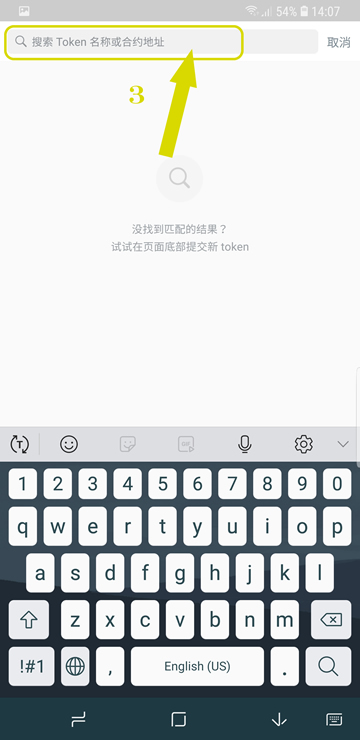 54% 14:07
搜索 Token 名称或合约地址
取消
3
没找到匹配的结果？
试试在页面底部提交新 token
T
GIF
1 2 3 4 5 6 7 8 9 0
q w e r t y u i o p
a s d f g h j k l
z x c v b n m
!#1 , English (US) .